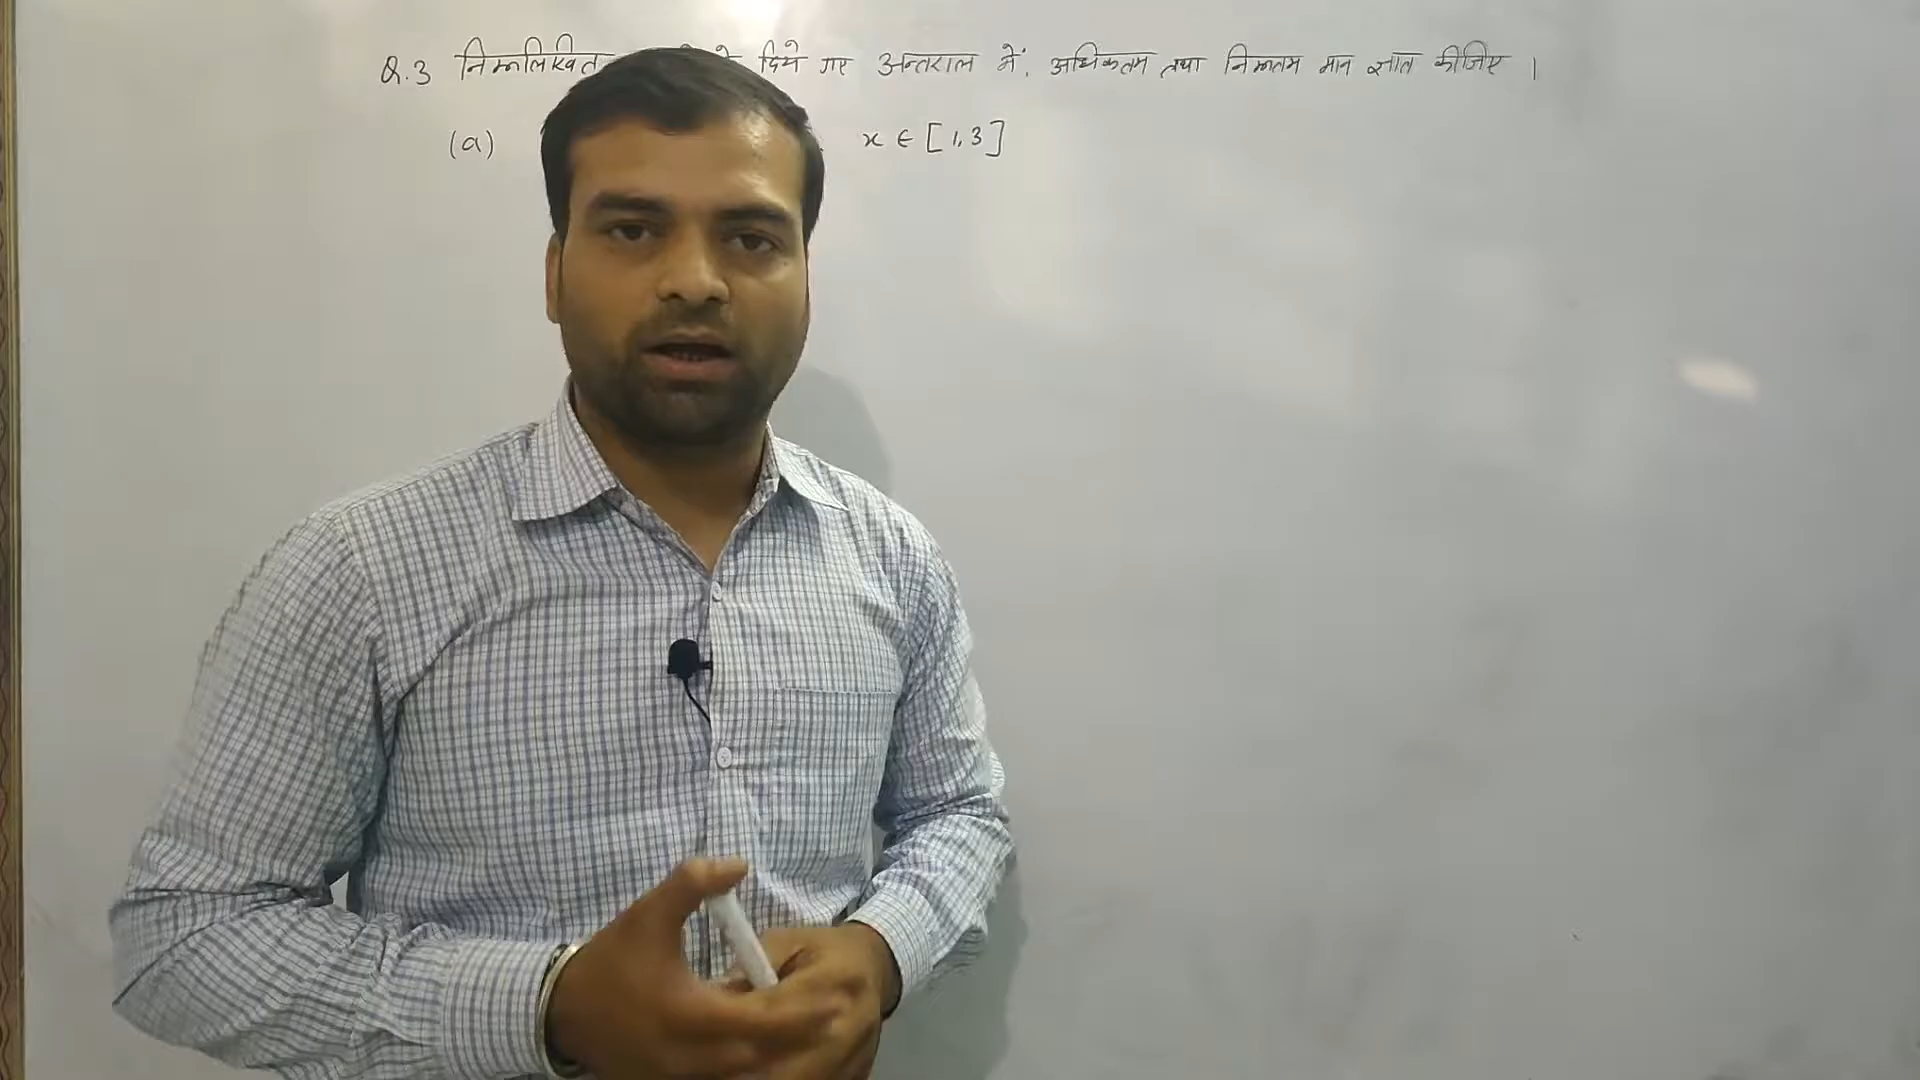 Q.3 निम्नलिखित दिये गए अन्तराल में, अधिकतम तथा निम्नतम मान ज्ञात कीजिए ।
(a) x ∈ [1,3]